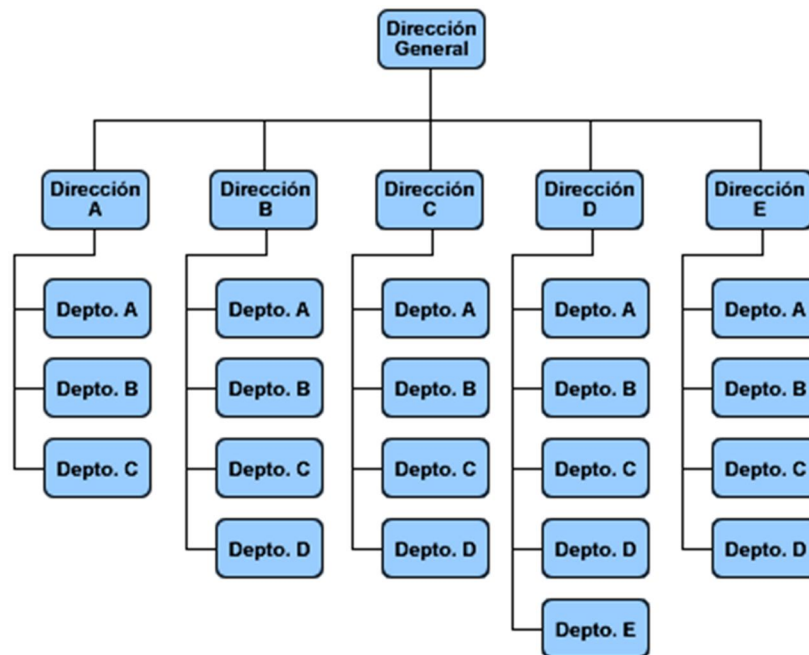 Dirección
General
Dirección
A
Dirección
B
Dirección
C
Dirección
D
Dirección
E
Depto. A
Depto. A
Depto. A
Depto. A
Depto. A
Depto. B
Depto. B
Depto. B
Depto. B
Depto. B
Depto. C
Depto. C
Depto. C
Depto. C
Depto. C
Depto. D
Depto. D
Depto. D
Depto. D
Depto. E